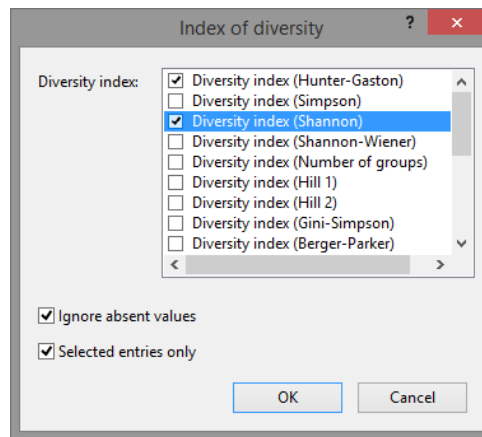 Index of diversity ? ×
Diversity index: Diversity index (Hunter-Gaston)
Diversity index (Simpson)
Diversity index (Shannon)
Diversity index (Shannon-Wiener)
Diversity index (Number of groups)
Diversity index (Hill 1)
Diversity index (Hill 2)
Diversity index (Gini-Simpson)
Diversity index (Berger-Parker)
Ignore absent values
Selected entries only
OK Cancel